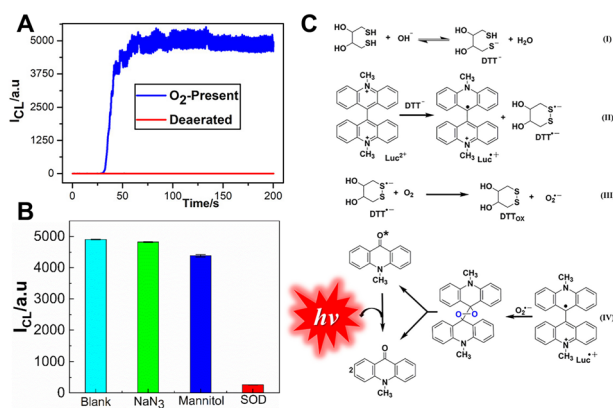 A
I_CL/a.u
5000
3750
2500
1250
0
O₂-Present
Deaerated
0 50 100 150 200
Time/s
B
I_CL/a.u
5000
4000
3000
2000
1000
0
Blank NaN₃ Mannitol SOD
C
HO SH + OH⁻ HO SH + H₂O (I)
HO SH HO S⁻
DTT⁻
CH₃ CH₃
N+ N
DTT⁻ HO S •− (II)
+ HO S
DTT•−
N+ N+
CH₃ Luc²⁺ CH₃ Luc•+
HO S •− + O₂ HO S + O₂•− (III)
HO S HO S
DTT•− DTTox
O*
N
CH₃
hν
CH₃
N
O O
N
CH₃
O₂•− (IV)
CH₃
N
N+
CH₃ Luc•+
O
2
N
CH₃